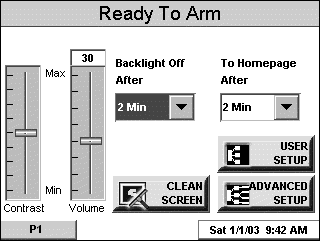 Ready To Arm
30
Backlight Off
After
To Homepage
After
Max
2 Min
2 Min
USER
SETUP
Min
CLEAN
SCREEN
ADVANCED
SETUP
Contrast
Volume
P1
Sat 1/1/03 9:42 AM